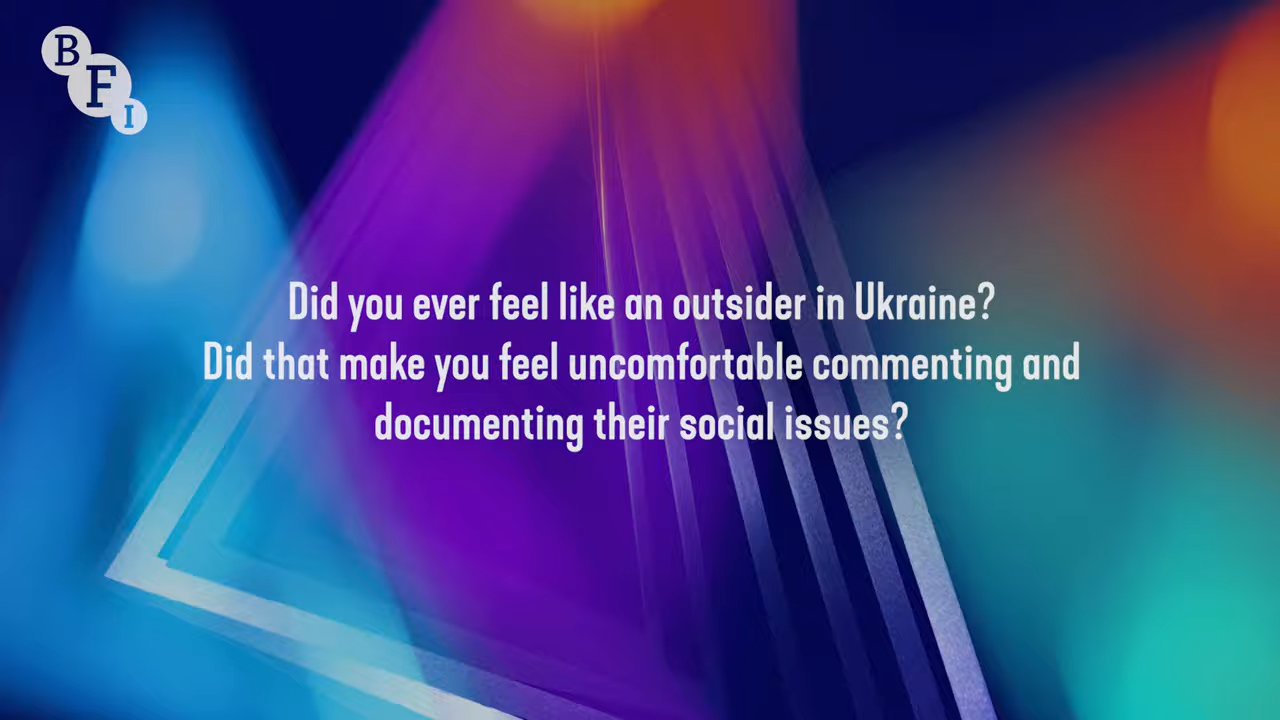 BFI
Did you ever feel like an outsider in Ukraine?
Did that make you feel uncomfortable commenting and
documenting their social issues?